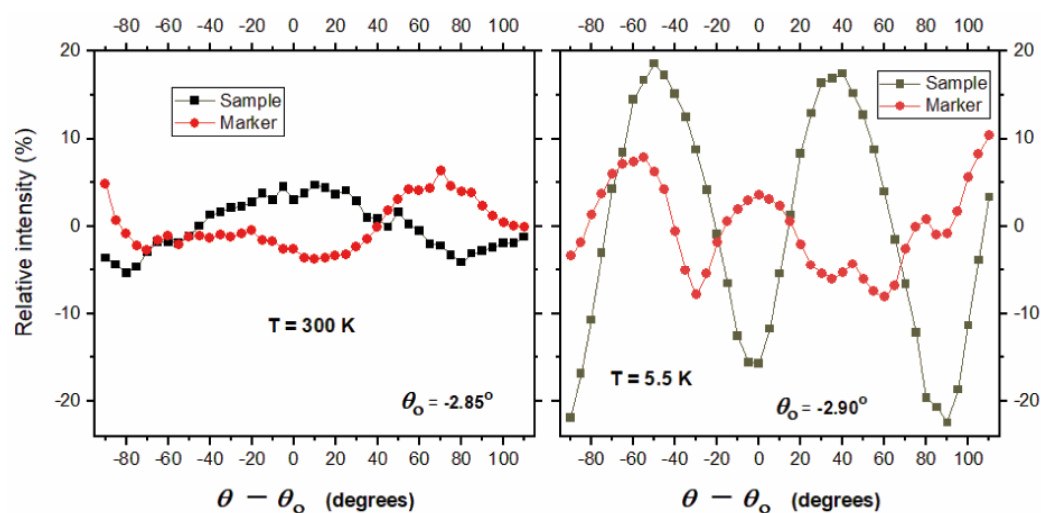 -80 -60 -40 -20 0 20 40 60 80 100
-80 -60 -40 -20 0 20 40 60 80 100
20
10
0
-10
-20
Relative intensity (%)
Sample
Marker
T = 300 K
θo = -2.85o
Sample
Marker
T = 5.5 K
θo = -2.90o
20
10
0
-10
-20
-80 -60 -40 -20 0 20 40 60 80 100
-80 -60 -40 -20 0 20 40 60 80 100
θ − θo (degrees)
θ − θo (degrees)